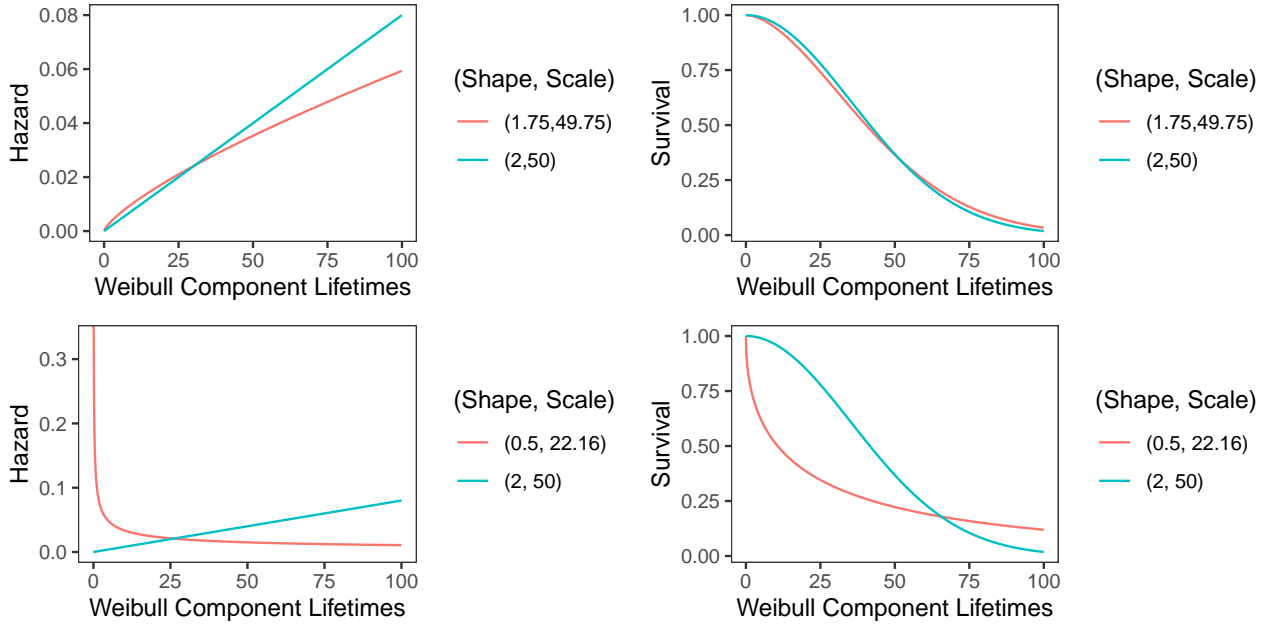 0.08
0.06
0.04
0.02
0.00
Hazard
0 25 50 75 100
Weibull Component Lifetimes
(Shape, Scale)
(1.75,49.75)
(2,50)
1.00
0.75
0.50
0.25
0.00
Survival
0 25 50 75 100
Weibull Component Lifetimes
(Shape, Scale)
(1.75,49.75)
(2,50)
0.3
0.2
0.1
0.0
Hazard
0 25 50 75 100
Weibull Component Lifetimes
(Shape, Scale)
(0.5, 22.16)
(2, 50)
1.00
0.75
0.50
0.25
0.00
Survival
0 25 50 75 100
Weibull Component Lifetimes
(Shape, Scale)
(0.5, 22.16)
(2, 50)